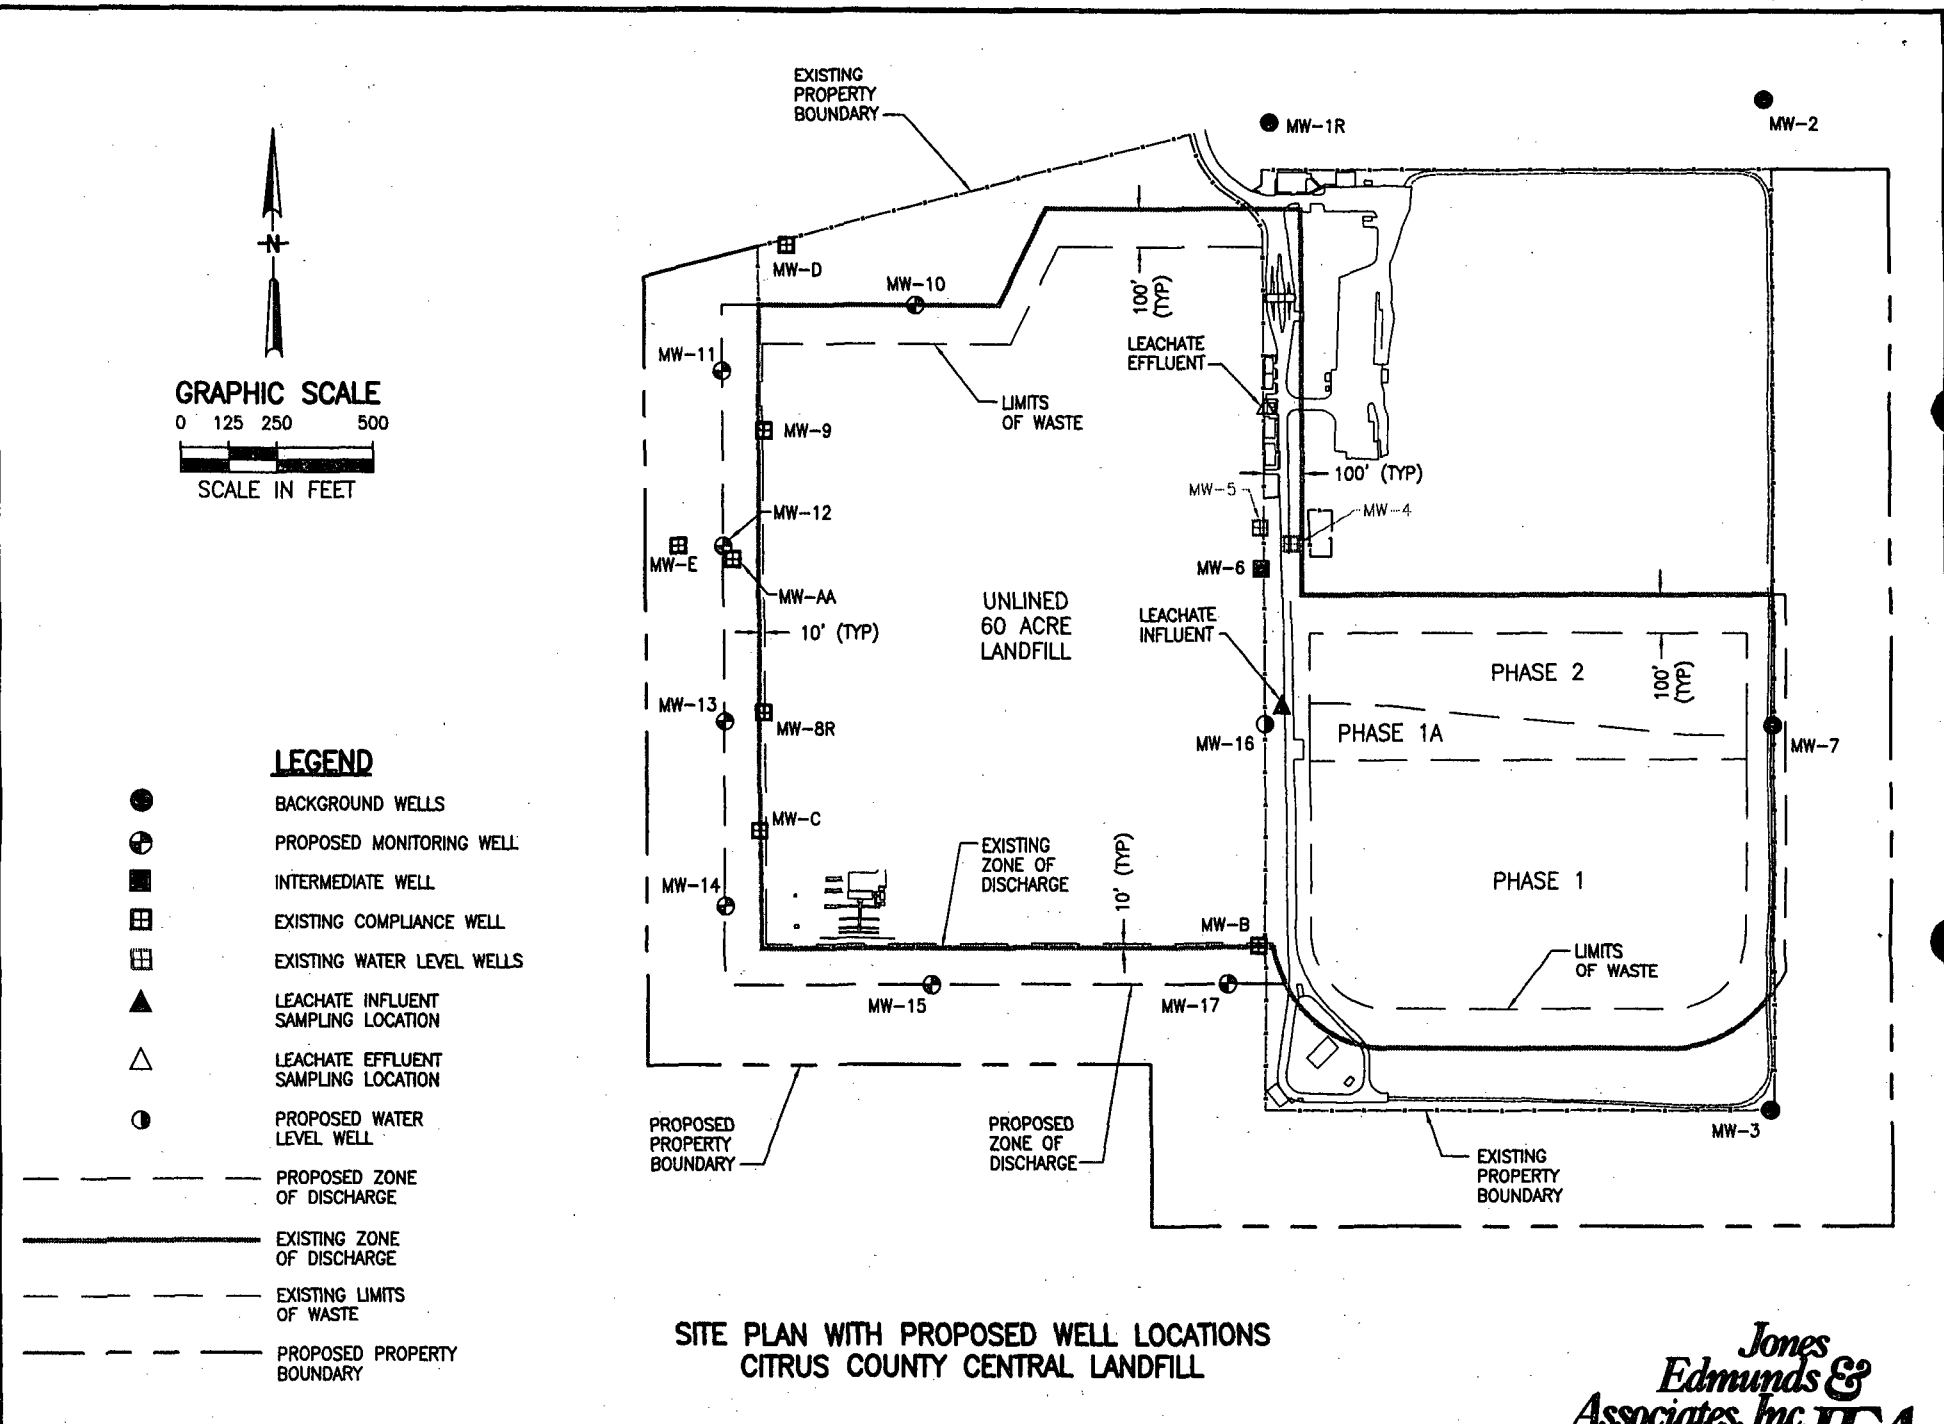 EXISTING
PROPERTY
BOUNDARY
MW-1R
MW-2
N
MW-D
MW-10
100'
(TYP)
MW-11
LEACHATE
EFFLUENT
GRAPHIC SCALE
0 125 250 500
SCALE IN FEET
LIMITS
OF WASTE
MW-9
100' (TYP)
MW-5
MW-4
MW-12
MW-E
MW-6
MW-AA
UNLINED
60 ACRE
LANDFILL
10' (TYP)
LEACHATE
INFLUENT
PHASE 2
100'
(TYP)
MW-13
MW-8R
MW-16
PHASE 1A
MW-7
MW-C
EXISTING
ZONE OF
DISCHARGE
10' (TYP)
MW-14
PHASE 1
MW-B
LIMITS
OF WASTE
MW-15
MW-17
PROPOSED
PROPERTY
BOUNDARY
PROPOSED
ZONE OF
DISCHARGE
MW-3
EXISTING
PROPERTY
BOUNDARY
LEGEND
BACKGROUND WELLS
PROPOSED MONITORING WELL
INTERMEDIATE WELL
EXISTING COMPLIANCE WELL
EXISTING WATER LEVEL WELLS
LEACHATE INFLUENT
SAMPLING LOCATION
LEACHATE EFFLUENT
SAMPLING LOCATION
PROPOSED WATER
LEVEL WELL
PROPOSED ZONE
OF DISCHARGE
EXISTING ZONE
OF DISCHARGE
EXISTING LIMITS
OF WASTE
PROPOSED PROPERTY
BOUNDARY
SITE PLAN WITH PROPOSED WELL LOCATIONS
CITRUS COUNTY CENTRAL LANDFILL
Jones
Edmunds &
Associates, Inc